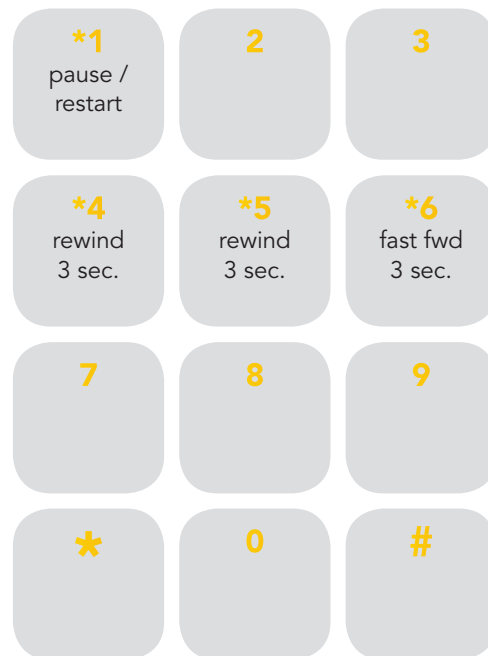 *1
pause /
restart
2
3
*4
rewind
3 sec.
*5
rewind
3 sec.
*6
fast fwd
3 sec.
7
8
9
*
0
#